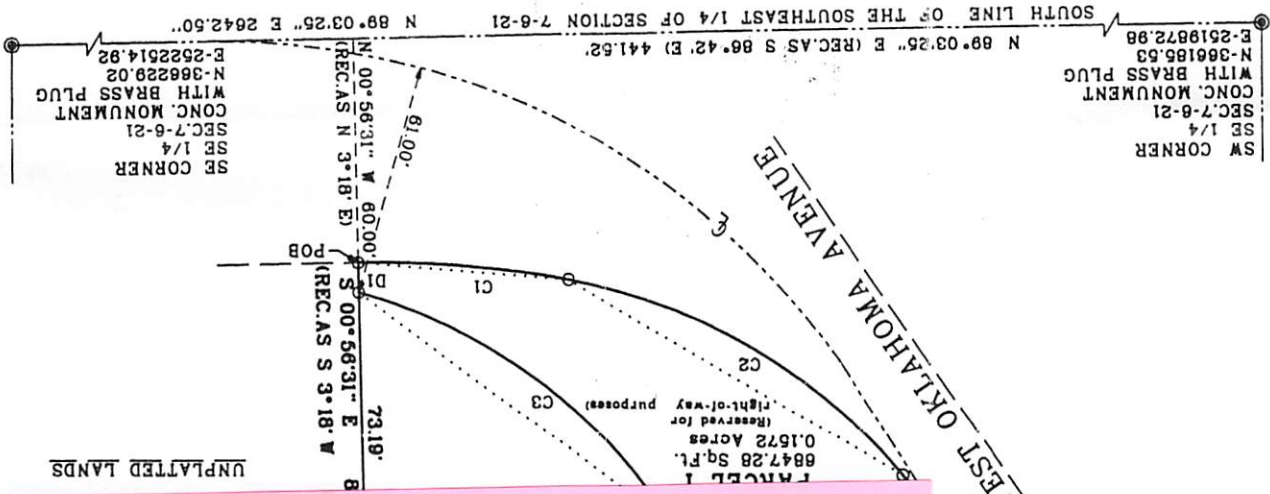 UNPLATTED LANDS
PARCEL 1
6847.28 Sq.Ft.
0.1572 Acres
(Reserved for
right-of-way purposes)
73.19'
S 00°56'31" E 8
(REC.AS S 3°18' W
C3
C2
C1
D1
POB
WEST OKLAHOMA AVENUE
61.00'
N 00°56'31" W 60.00'
(REC.AS N 3°18' E)
SW CORNER
SE 1/4
SEC.7-6-21
CONC. MONUMENT
WITH BRASS PLUG
N-366185.53
E-2519872.98
SE CORNER
SE 1/4
SEC.7-6-21
CONC. MONUMENT
WITH BRASS PLUG
N-366229.02
E-2522514.92
N 89°03'25" E (REC.AS S 86°42' E) 441.52'
SOUTH LINE OF THE SOUTHEAST 1/4 OF SECTION 7-6-21 N 89°03'25" E 2642.50'